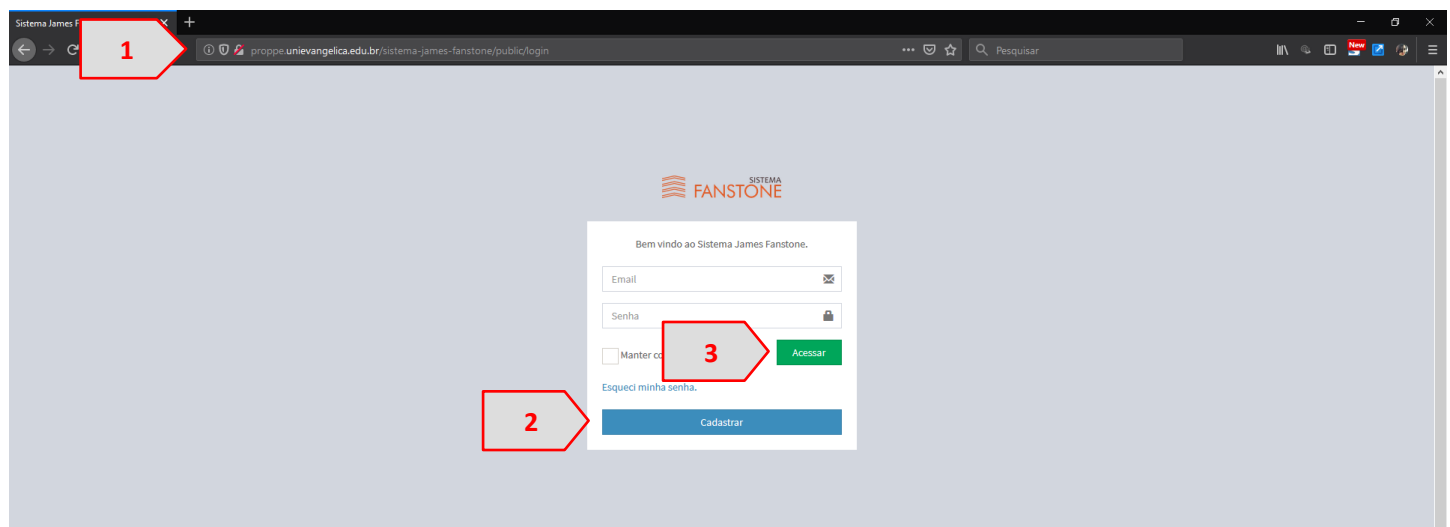 Sistema James F
1
proppe.unievangelica.edu.br/sistema-james-fanstone/public/login
Pesquisar
New
SISTEMA
FANSTONE
Bem vindo ao Sistema James Fanstone.
Email
Senha
Manter co
3
Acessar
Esqueci minha senha.
2
Cadastrar